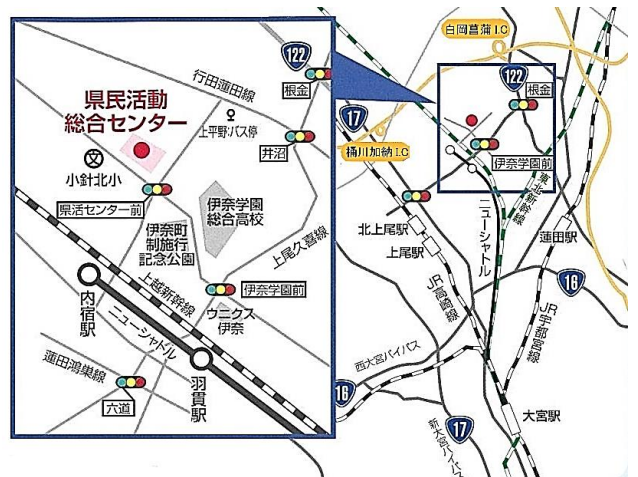 122
根金
行田蓮田線
県民活動
総合センター
上平野バス停
井沼
文
小針北小
県活センター前
伊奈学園
総合高校
伊奈町
制施行
記念公園
上尾久喜線
上越新幹線
伊奈学園前
ウニクス
伊奈
内宿駅
ニューシャトル
羽貫駅
蓮田鴻巣線
六道
白岡菖蒲I.C
122
根金
17
桶川加納I.C
伊奈学園前
東北新幹線
ニューシャトル
北上尾駅
上尾駅
蓮田駅
JR高崎線
JR宇都宮線
16
西大宮バイパス
16
大宮駅
17
新大宮バイパス